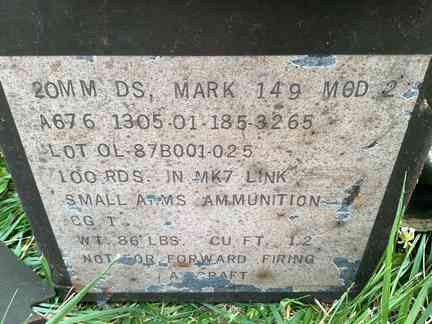 20MM DS, MARK 149 MOD 2
A676 1305-01-185-3265
LOT OL-87B001-025
100 RDS. IN MK7 LINK
SMALL ARMS AMMUNITION
CG T
WT. 86 LBS. CU FT. 1.2
NOT FOR FORWARD FIRING
AIRCRAFT